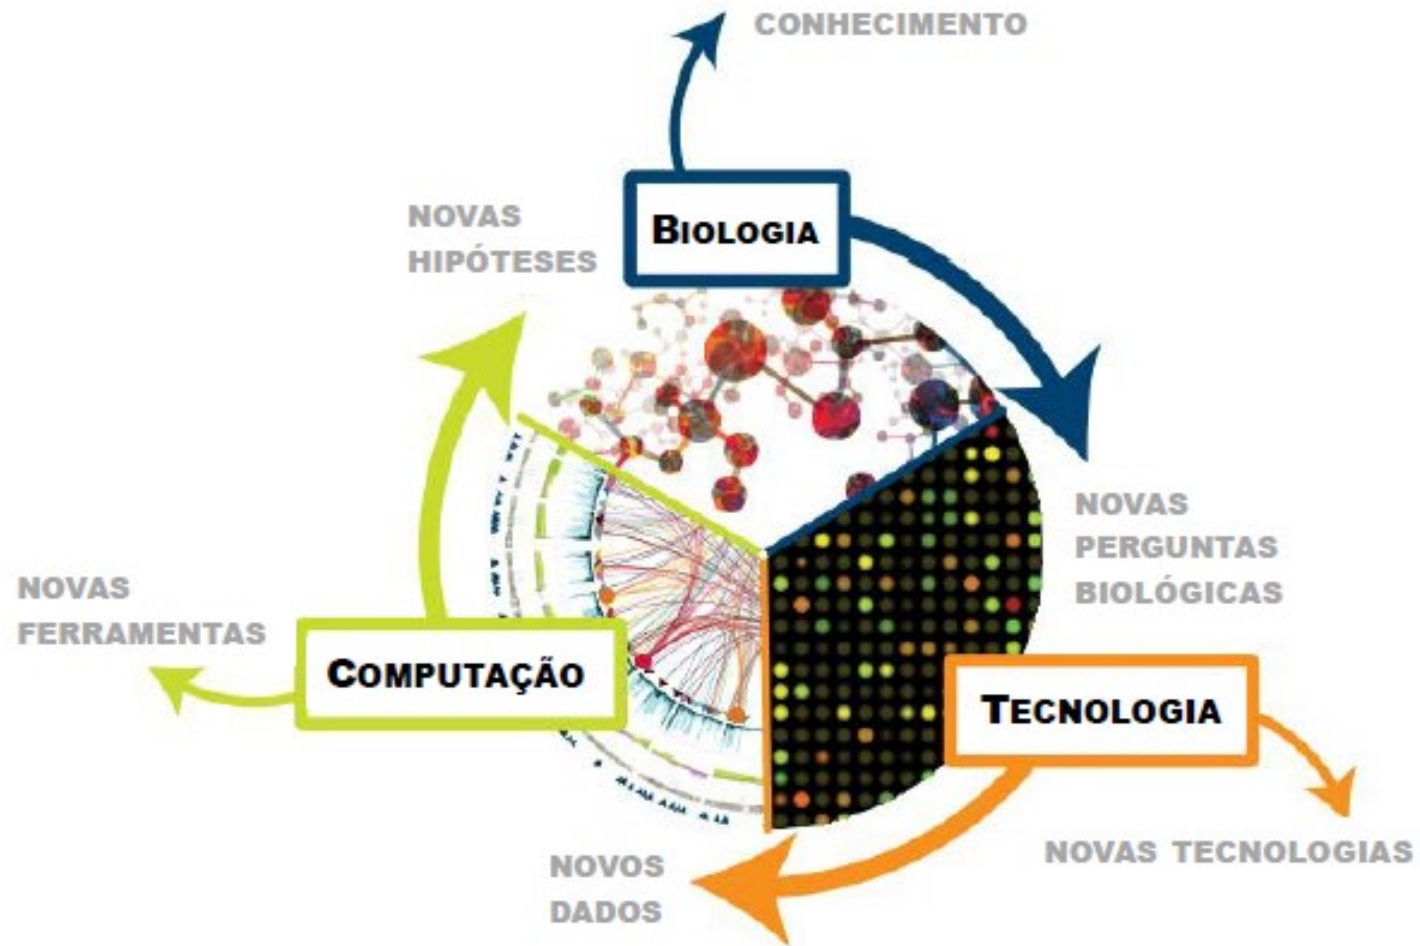 CONHECIMENTO
NOVAS
HIPÓTESES
BIOLOGIA
NOVAS
PERGUNTAS
BIOLÓGICAS
NOVAS
FERRAMENTAS
COMPUTAÇÃO
TECNOLOGIA
NOVAS TECNOLOGIAS
NOVOS
DADOS